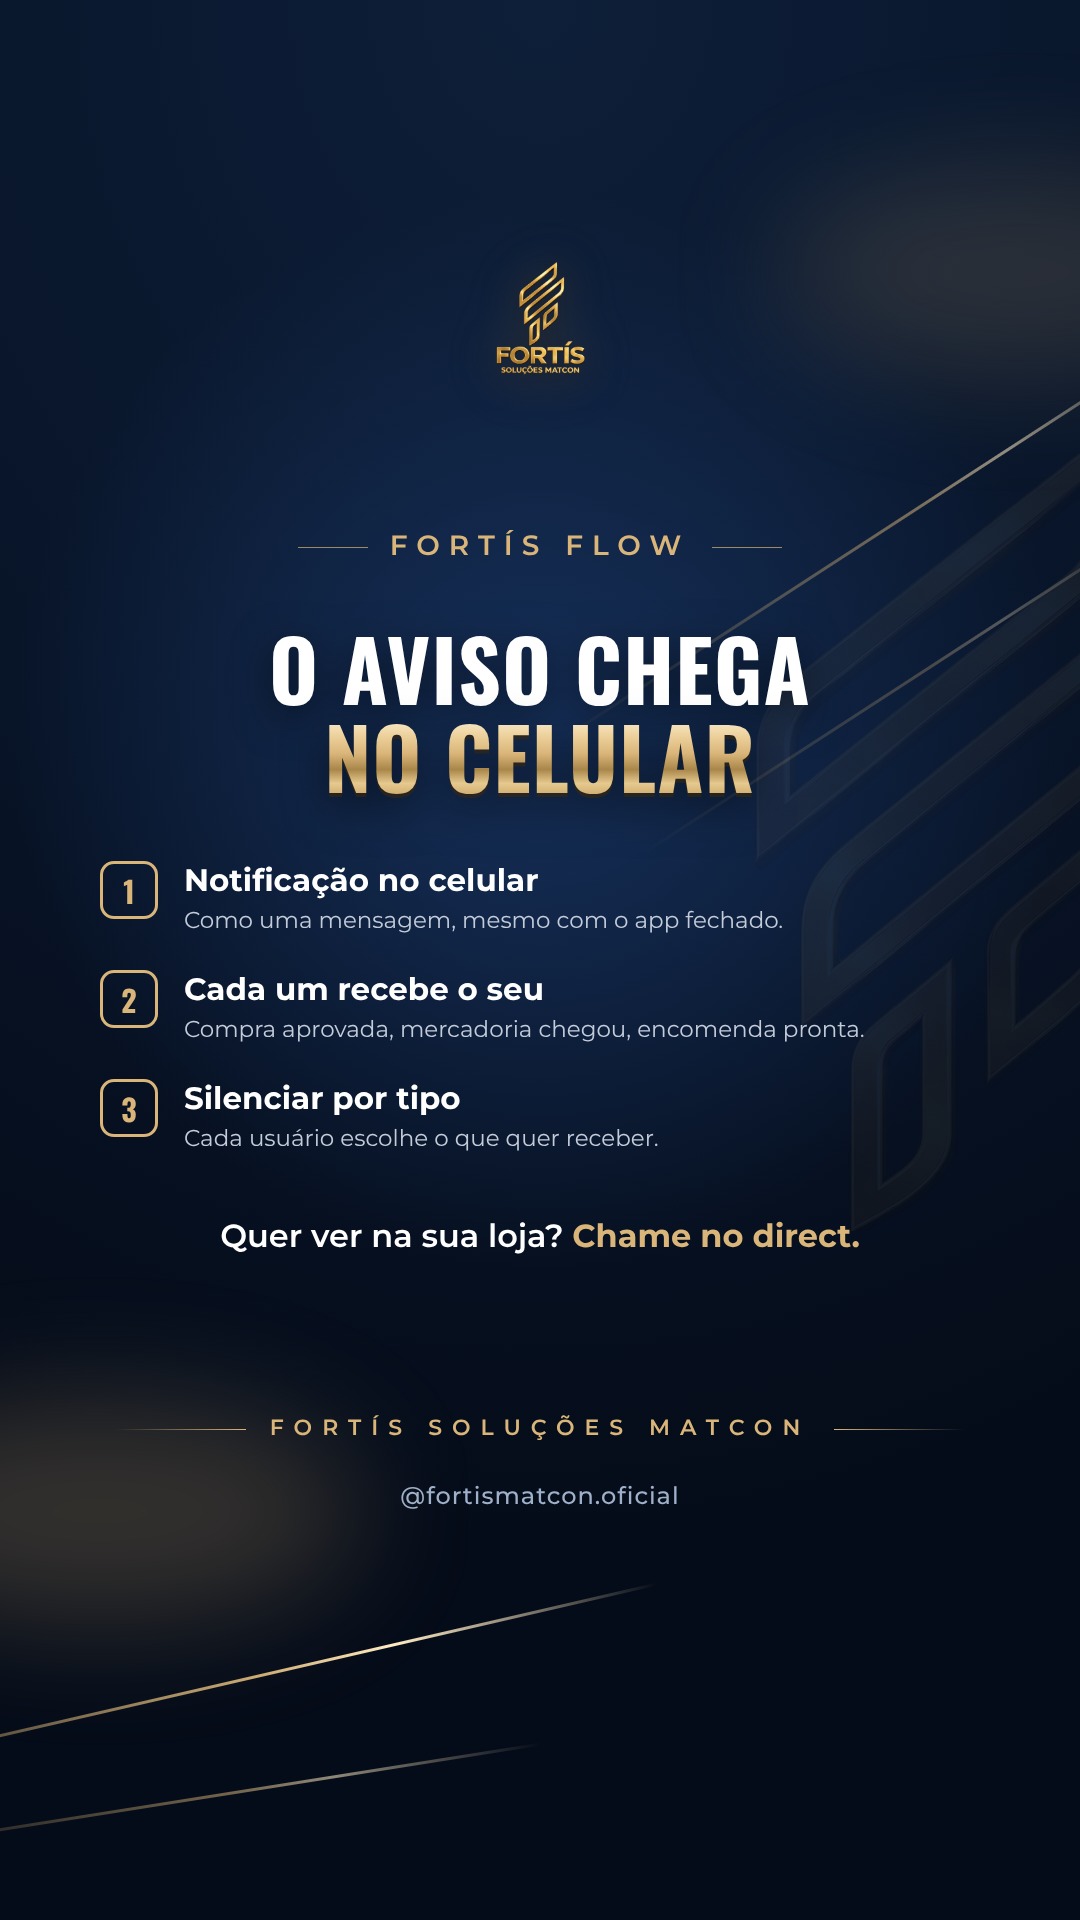 FORTÍS
SOLUÇÕES MATCON
FORTÍS FLOW
O AVISO CHEGA
NO CELULAR
1
Notificação no celular
Como uma mensagem, mesmo com o app fechado.
2
Cada um recebe o seu
Compra aprovada, mercadoria chegou, encomenda pronta.
3
Silenciar por tipo
Cada usuário escolhe o que quer receber.
Quer ver na sua loja? Chame no direct.
FORTÍS SOLUÇÕES MATCON
@fortismatcon.oficial